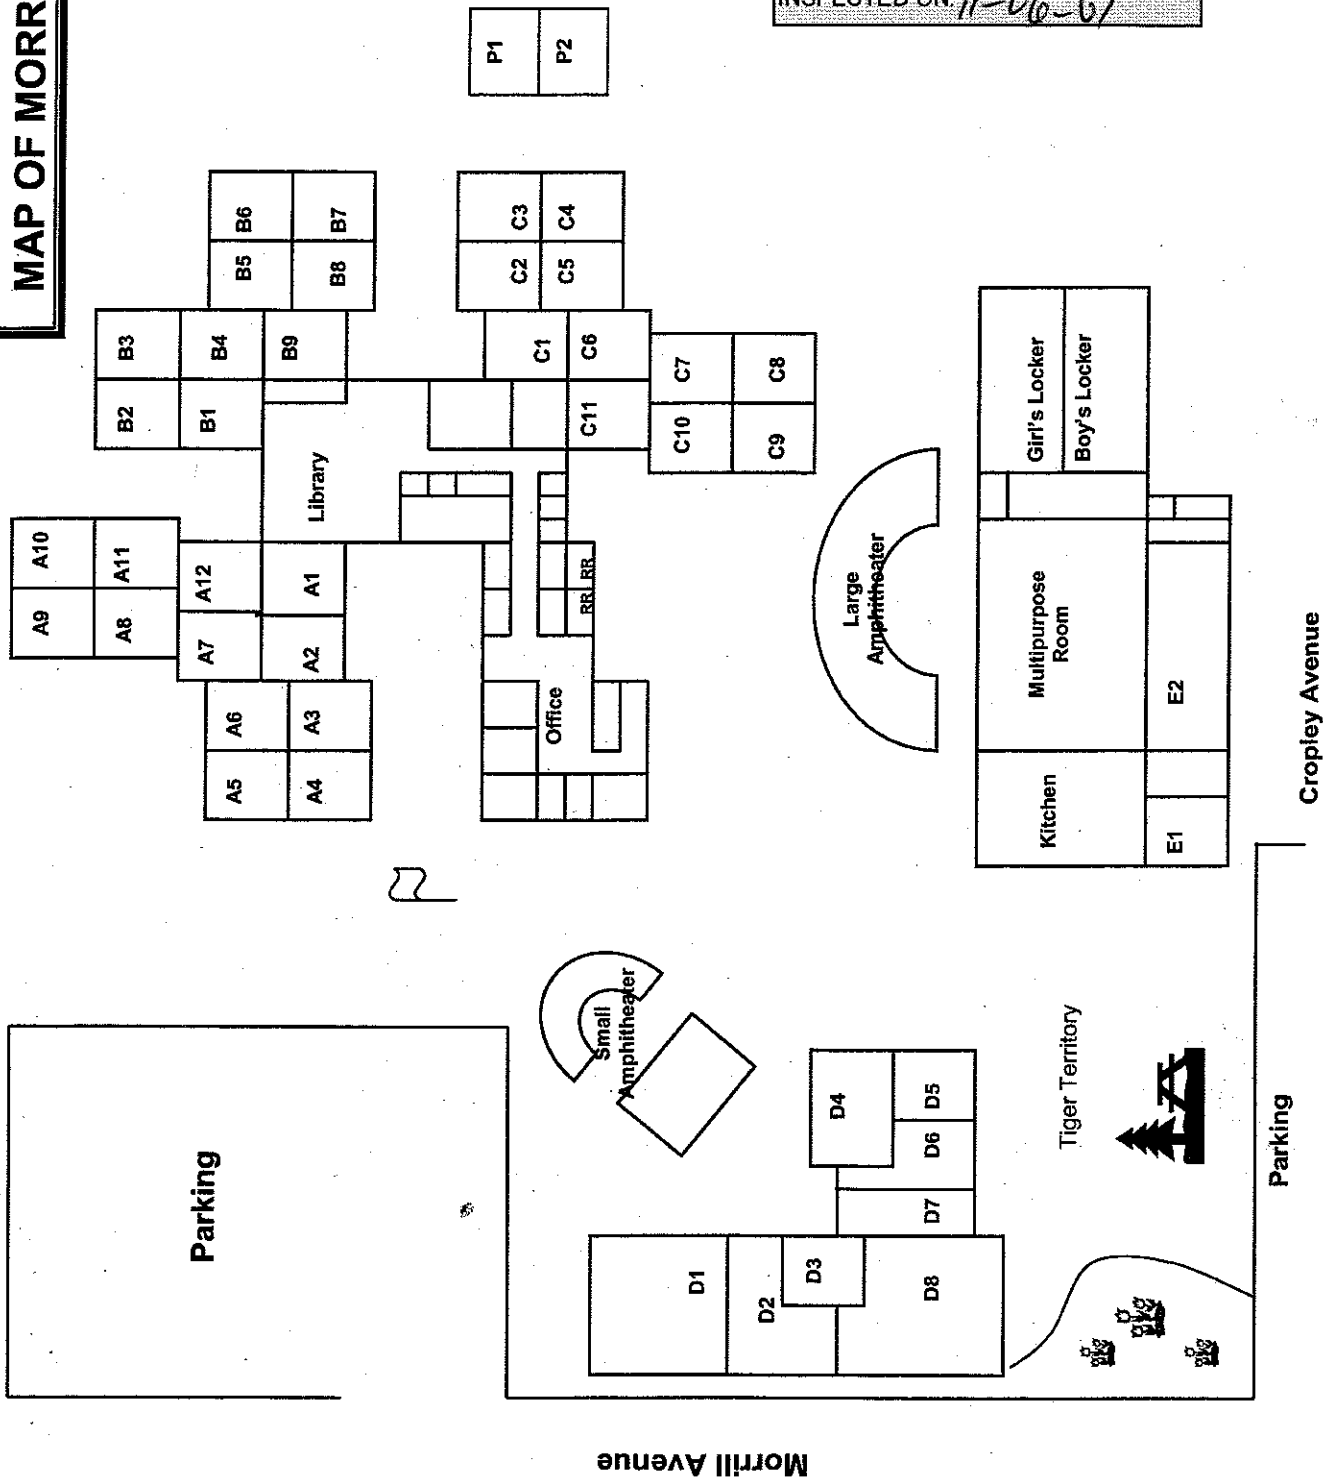 MAP OF MORR
INSPECTED ON: 11-06-01
P1
P2
B6
B7
B5
B8
B3
B4
B9
B2
B1
C3
C4
C2
C5
C1
C6
C11
C7
C8
C10
C9
Library
A10
A11
A9
A8
A12
A1
A7
A2
A6
A3
A5
A4
RR
RR
Office
Girl's Locker
Boy's Locker
Large
Amphitheater
Multipurpose
Room
Kitchen
E2
E1
Cropley Avenue
Parking
Small
Amphitheater
D4
D5
D6
D7
D1
D2
D3
D8
Tiger Territory
Parking
Morrill Avenue